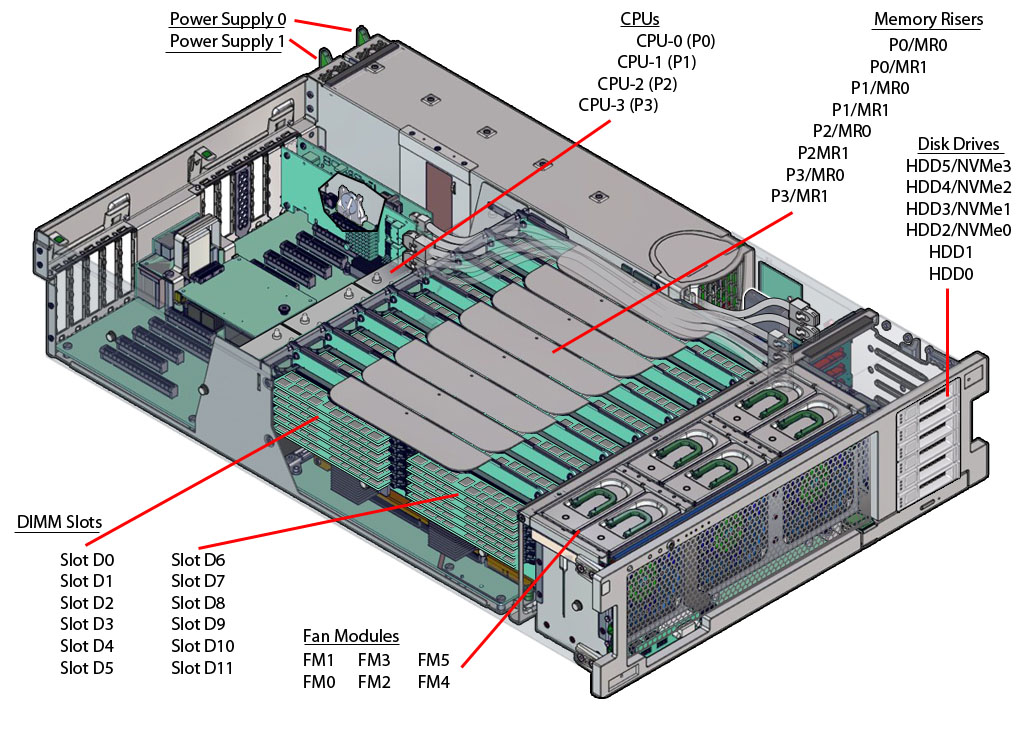 Power Supply 0
Power Supply 1
CPUs
CPU-0 (P0)
CPU-1 (P1)
CPU-2 (P2)
CPU-3 (P3)
Memory Risers
P0/MR0
P0/MR1
P1/MR0
P1/MR1
P2/MR0
P2MR1
P3/MR0
P3/MR1
Disk Drives
HDD5/NVMe3
HDD4/NVMe2
HDD3/NVMe1
HDD2/NVMe0
HDD1
HDD0
DIMM Slots
Slot D0 Slot D6
Slot D1 Slot D7
Slot D2 Slot D8
Slot D3 Slot D9
Slot D4 Slot D10
Slot D5 Slot D11
Fan Modules
FM1 FM3 FM5
FM0 FM2 FM4